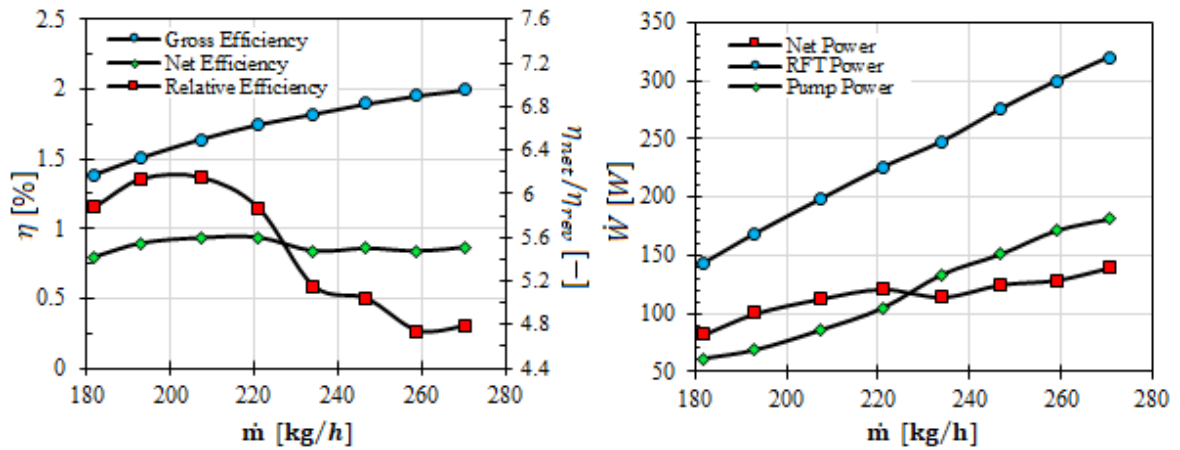 2.5
2
1.5
1
0.5
0
η [%]
Gross Efficiency
Net Efficiency
Relative Efficiency
7.6
7.2
6.8
6.4
6
5.6
5.2
4.8
4.4
η_net/η_rev [−]
180 200 220 240 260 280
ṁ [kg/h]
350
300
250
200
150
100
50
Ẇ [W]
Net Power
RFT Power
Pump Power
180 200 220 240 260 280
ṁ [kg/h]